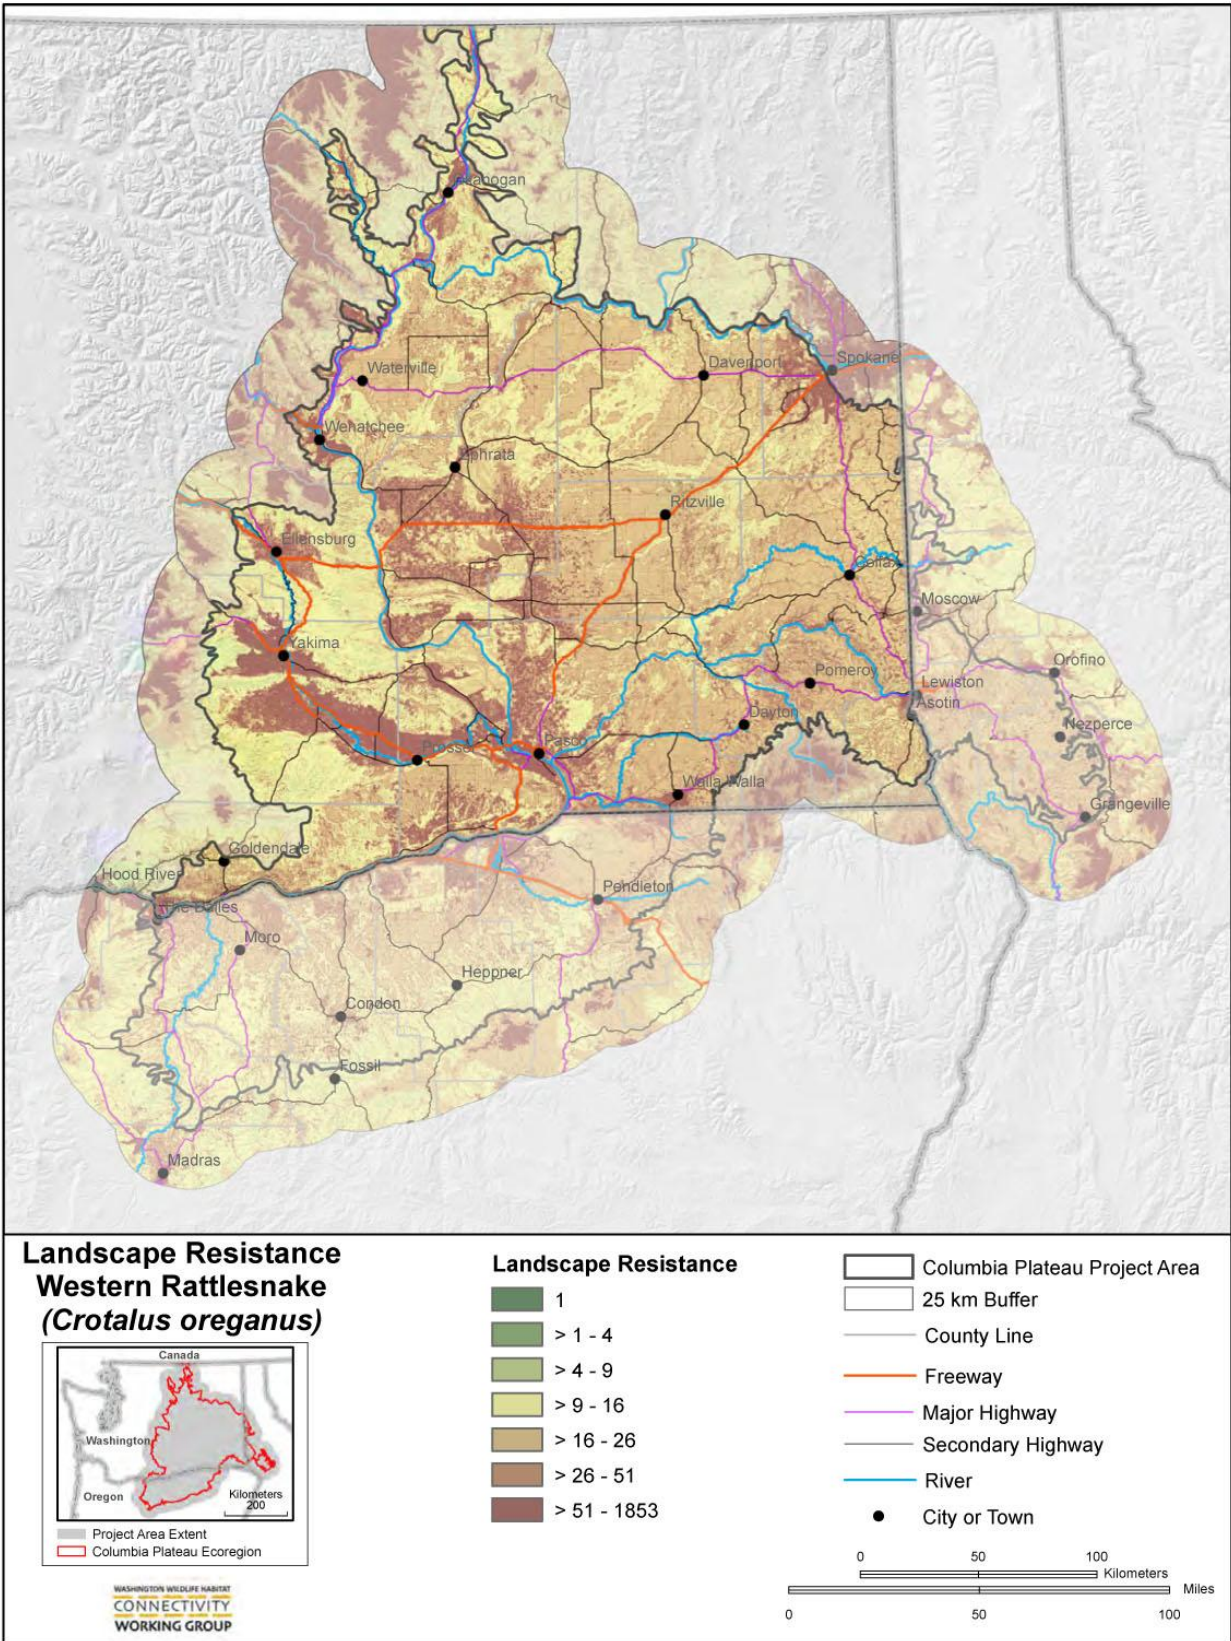 Okanogan
Waterville
Davenport
Spokane
Wenatchee
Ephrata
Ritzville
Ellensburg
Colfax
Moscow
Yakima
Orofino
Pomeroy
Lewiston
Asotin
Nezperce
Dayton
Pasco
Prosser
Walla Walla
Grangeville
Goldendale
Hood River
Pendleton
The Dalles
Moro
Heppner
Condon
Fossil
Madras
Landscape Resistance
Western Rattlesnake
(Crotalus oreganus)
Canada
Washington
Oregon
Kilometers
200
Project Area Extent
Columbia Plateau Ecoregion
WASHINGTON WILDLIFE HABITAT
CONNECTIVITY
WORKING GROUP
Landscape Resistance
1
> 1 - 4
> 4 - 9
> 9 - 16
> 16 - 26
> 26 - 51
> 51 - 1853
Columbia Plateau Project Area
25 km Buffer
County Line
Freeway
Major Highway
Secondary Highway
River
City or Town
0 50 100
Kilometers
Miles
0 50 100